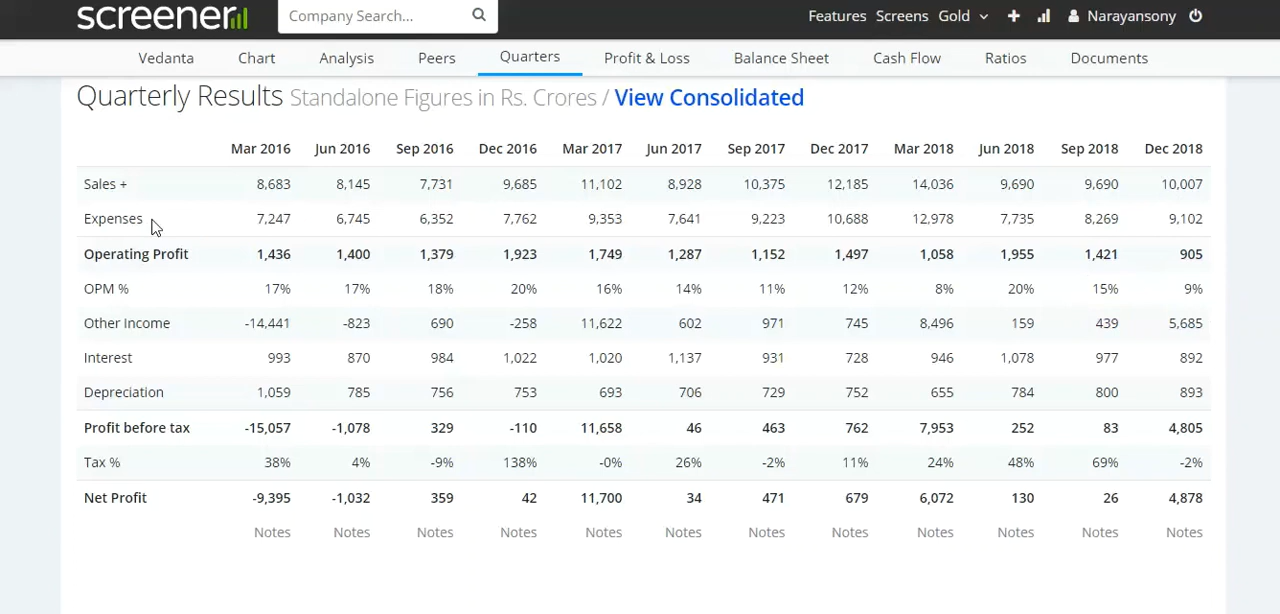 screener
Company Search...
Features Screens Gold Narayansony
Vedanta Chart Analysis Peers Quarters Profit & Loss Balance Sheet Cash Flow Ratios Documents
Quarterly Results Standalone Figures in Rs. Crores / View Consolidated
Mar 2016 Jun 2016 Sep 2016 Dec 2016 Mar 2017 Jun 2017 Sep 2017 Dec 2017 Mar 2018 Jun 2018 Sep 2018 Dec 2018
Sales + 8,683 8,145 7,731 9,685 11,102 8,928 10,375 12,185 14,036 9,690 9,690 10,007
Expenses 7,247 6,745 6,352 7,762 9,353 7,641 9,223 10,688 12,978 7,735 8,269 9,102
Operating Profit 1,436 1,400 1,379 1,923 1,749 1,287 1,152 1,497 1,058 1,955 1,421 905
OPM % 17% 17% 18% 20% 16% 14% 11% 12% 8% 20% 15% 9%
Other Income -14,441 -823 690 -258 11,622 602 971 745 8,496 159 439 5,685
Interest 993 870 984 1,022 1,020 1,137 931 728 946 1,078 977 892
Depreciation 1,059 785 756 753 693 706 729 752 655 784 800 893
Profit before tax -15,057 -1,078 329 -110 11,658 46 463 762 7,953 252 83 4,805
Tax % 38% 4% -9% 138% -0% 26% -2% 11% 24% 48% 69% -2%
Net Profit -9,395 -1,032 359 42 11,700 34 471 679 6,072 130 26 4,878
Notes Notes Notes Notes Notes Notes Notes Notes Notes Notes Notes Notes